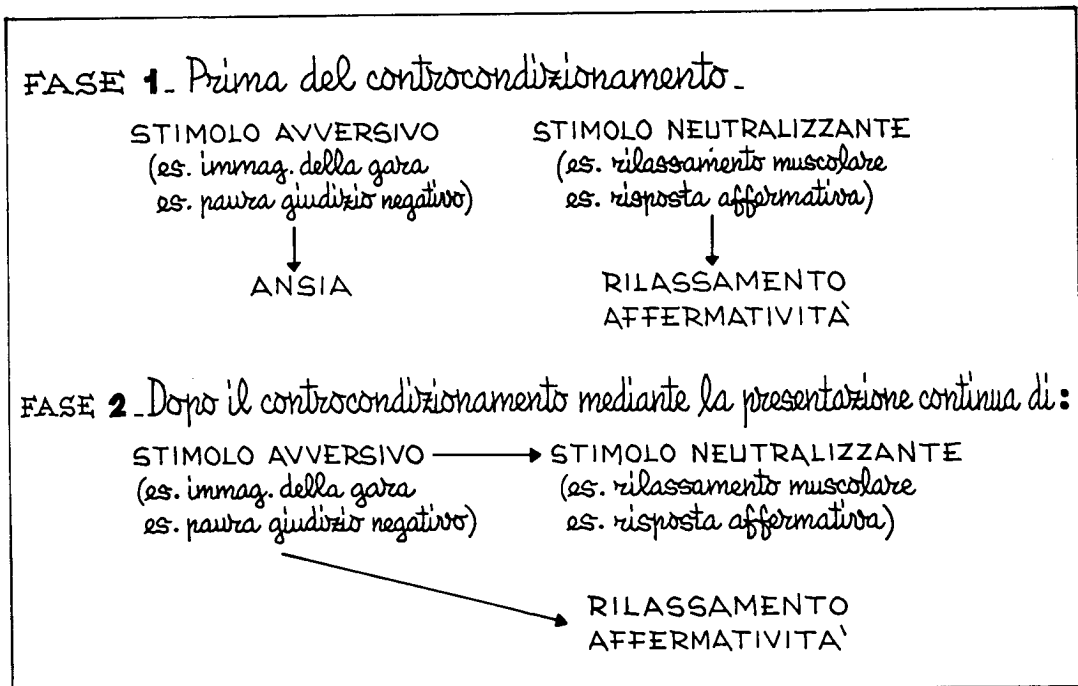 FASE 1_ Prima del controcondizionamento_
STIMOLO AVVERSIVO STIMOLO NEUTRALIZZANTE
(es. immag. della gara (es. rilassamento muscolare
es. paura giudizio negativo) es. risposta affermativa)
ANSIA RILASSAMENTO
AFFERMATIVITÀ
FASE 2_ Dopo il controcondizionamento mediante la presentazione continua di:
STIMOLO AVVERSIVO STIMOLO NEUTRALIZZANTE
(es. immag. della gara (es. rilassamento muscolare
es. paura giudizio negativo) es. risposta affermativa)
RILASSAMENTO
AFFERMATIVITA'